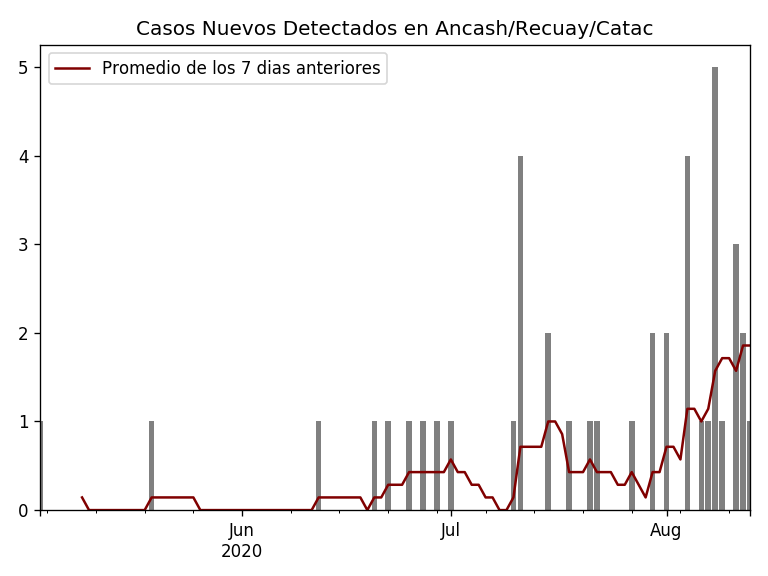 Casos Nuevos Detectados en Ancash/Recuay/Catac
Promedio de los 7 dias anteriores
5
4
3
2
1
0
Jun
2020
Jul
Aug